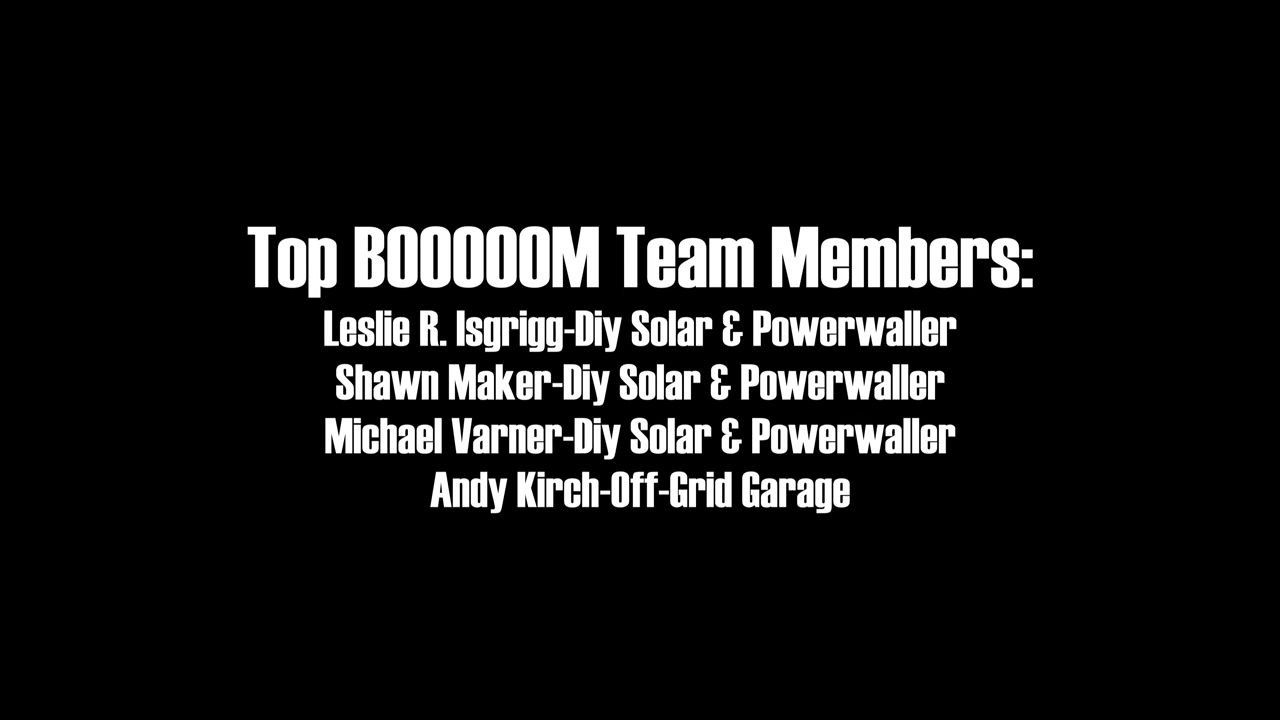 Top BOOOOOM Team Members:
Leslie R. Isgrigg-Diy Solar & Powerwaller
Shawn Maker-Diy Solar & Powerwaller
Michael Varner-Diy Solar & Powerwaller
Andy Kirch-Off-Grid Garage